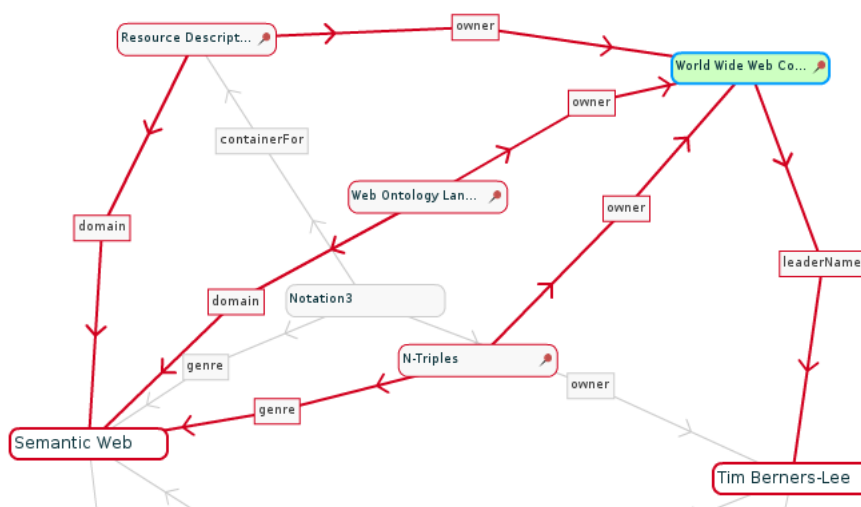 owner
Resource Descript...
World Wide Web Co...
owner
containerFor
Web Ontology Lan...
owner
domain
leaderName
domain
Notation3
N-Triples
genre
owner
genre
Semantic Web
Tim Berners-Lee